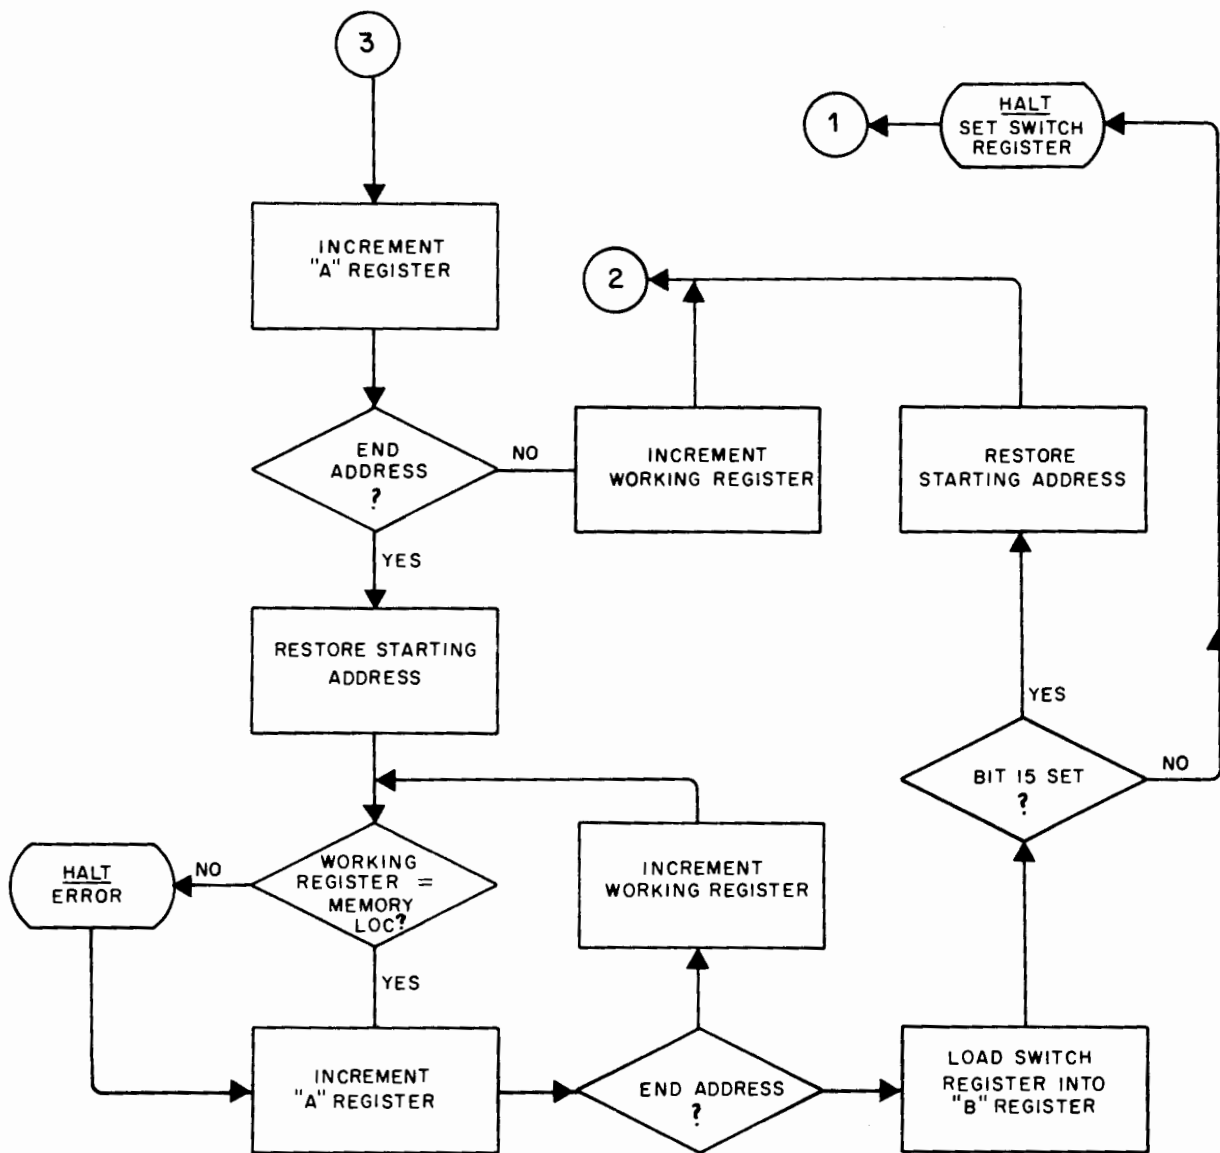 3
HALT
SET SWITCH
REGISTER
1
INCREMENT
"A" REGISTER
2
END
ADDRESS
?
NO
INCREMENT
WORKING REGISTER
RESTORE
STARTING ADDRESS
YES
RESTORE STARTING
ADDRESS
YES
BIT 15 SET
?
NO
HALT
ERROR
NO
WORKING
REGISTER =
MEMORY
LOC?
INCREMENT
WORKING REGISTER
YES
INCREMENT
"A" REGISTER
END ADDRESS
?
LOAD SWITCH
REGISTER INTO
"B" REGISTER